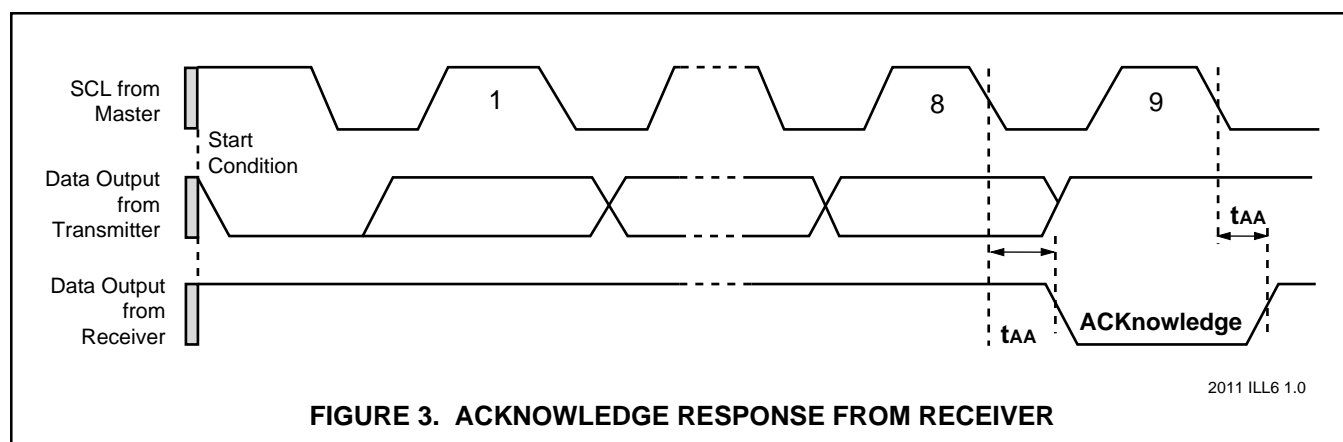 SCL from
Master
1
8
9
Start
Condition
Data Output
from
Transmitter
tAA
Data Output
from
Receiver
tAA
ACKnowledge
2011 ILL6 1.0
FIGURE 3. ACKNOWLEDGE RESPONSE FROM RECEIVER